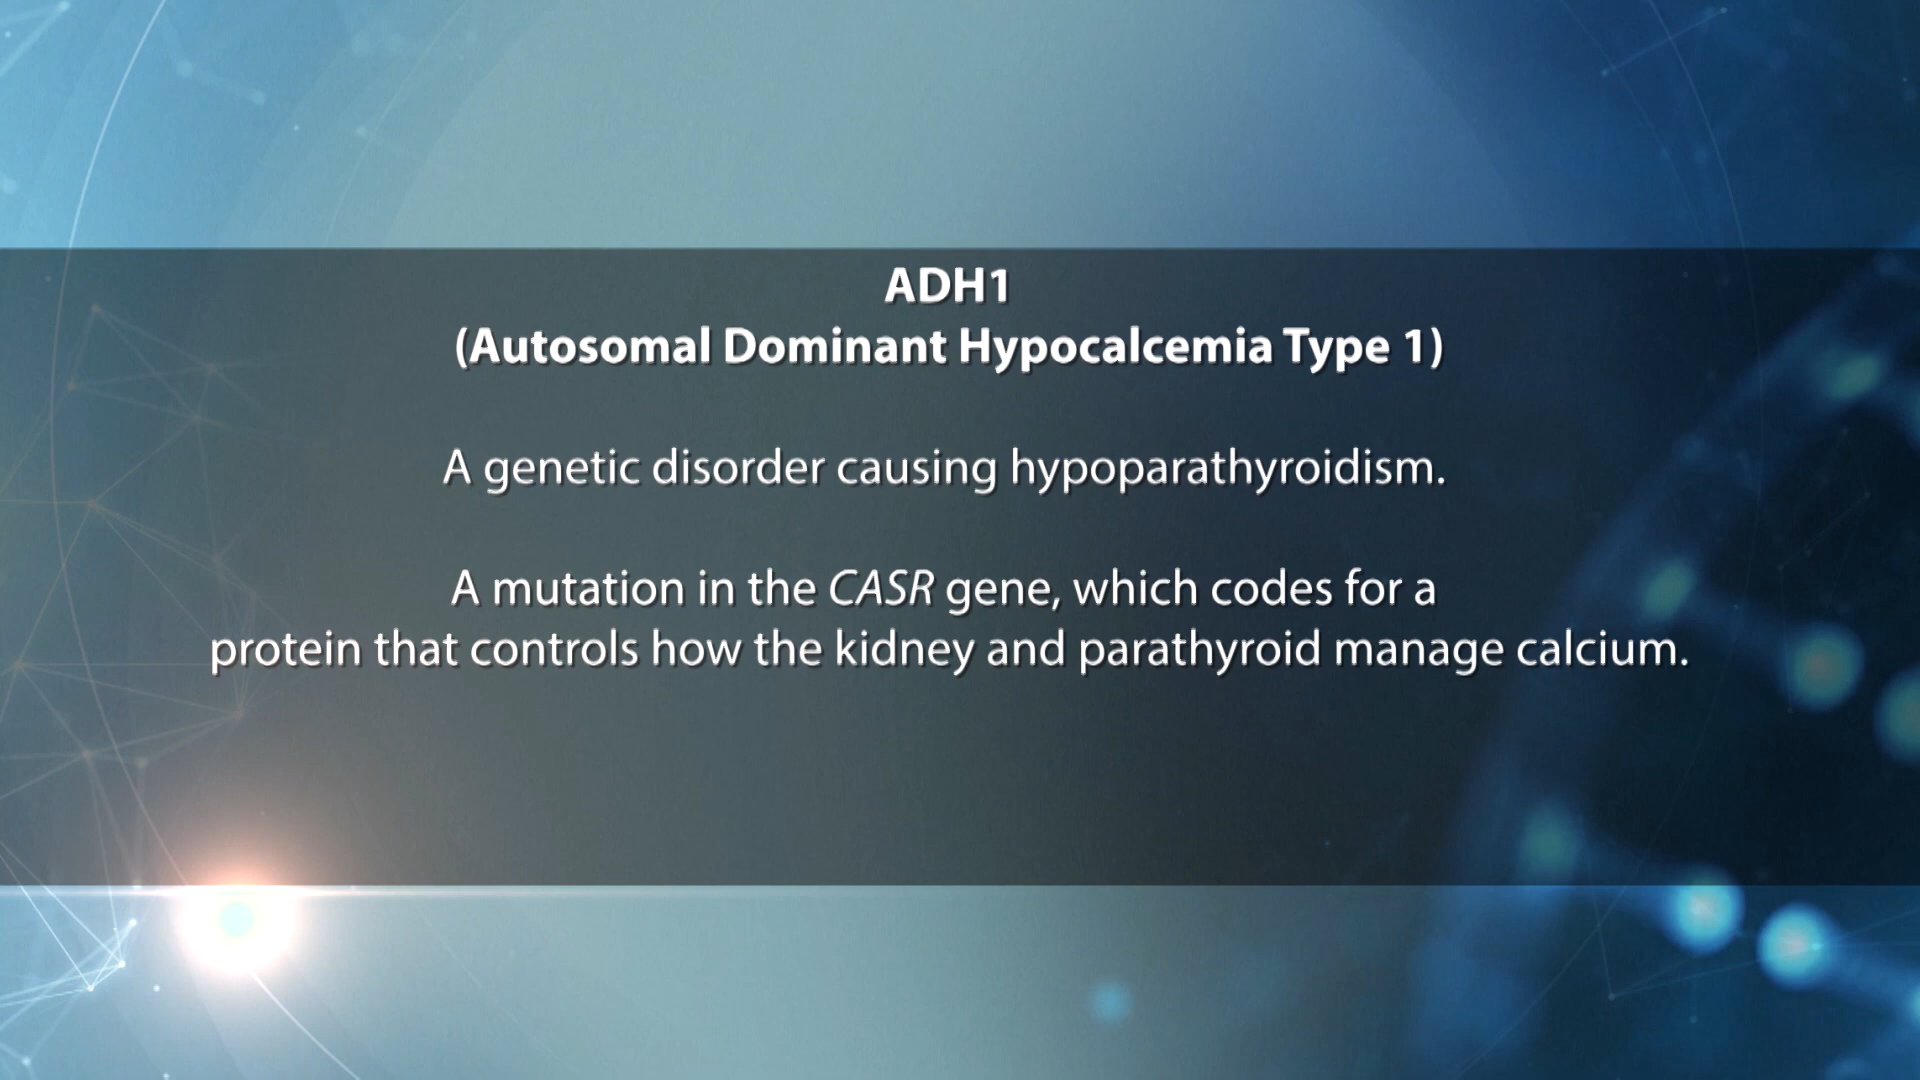 ADH1
(Autosomal Dominant Hypocalcemia Type 1)
A genetic disorder causing hypoparathyroidism.
A mutation in the CASR gene, which codes for a
protein that controls how the kidney and parathyroid manage calcium.